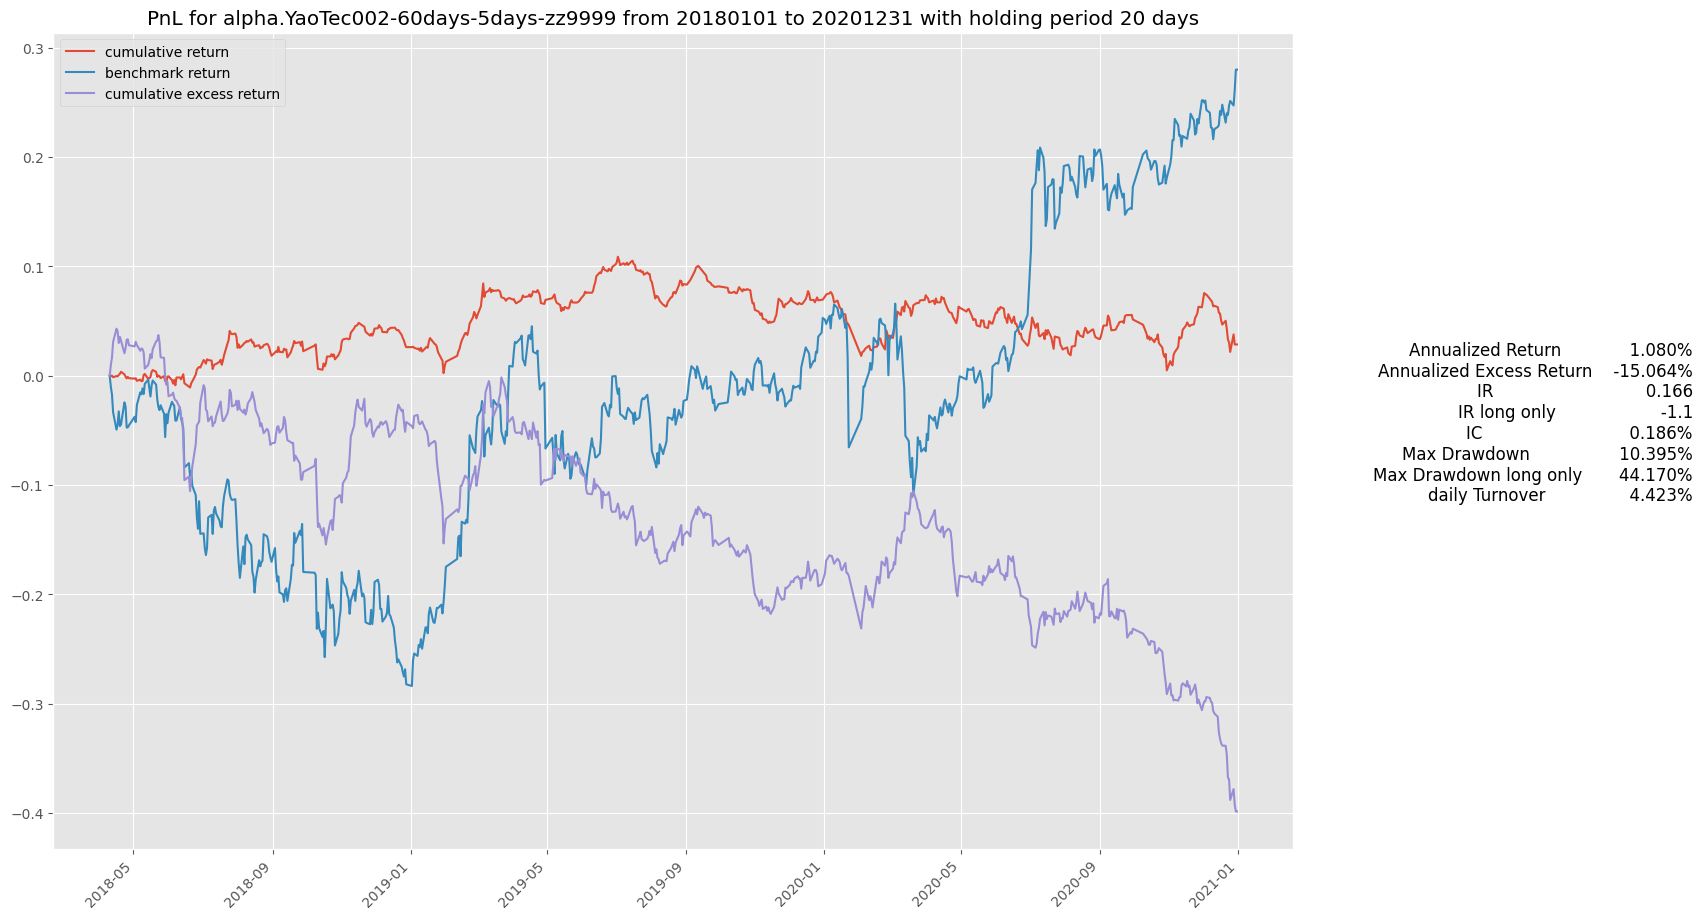 PnL for alpha.YaoTec002-60days-5days-zz9999 from 20180101 to 20201231 with holding period 20 days
cumulative return
benchmark return
cumulative excess return
0.3
0.2
0.1
0.0
−0.1
−0.2
−0.3
−0.4
2018-05
2018-09
2019-01
2019-05
2019-09
2020-01
2020-05
2020-09
2021-01
Annualized Return 1.080%
Annualized Excess Return -15.064%
IR 0.166
IR long only -1.1
IC 0.186%
Max Drawdown 10.395%
Max Drawdown long only 44.170%
daily Turnover 4.423%